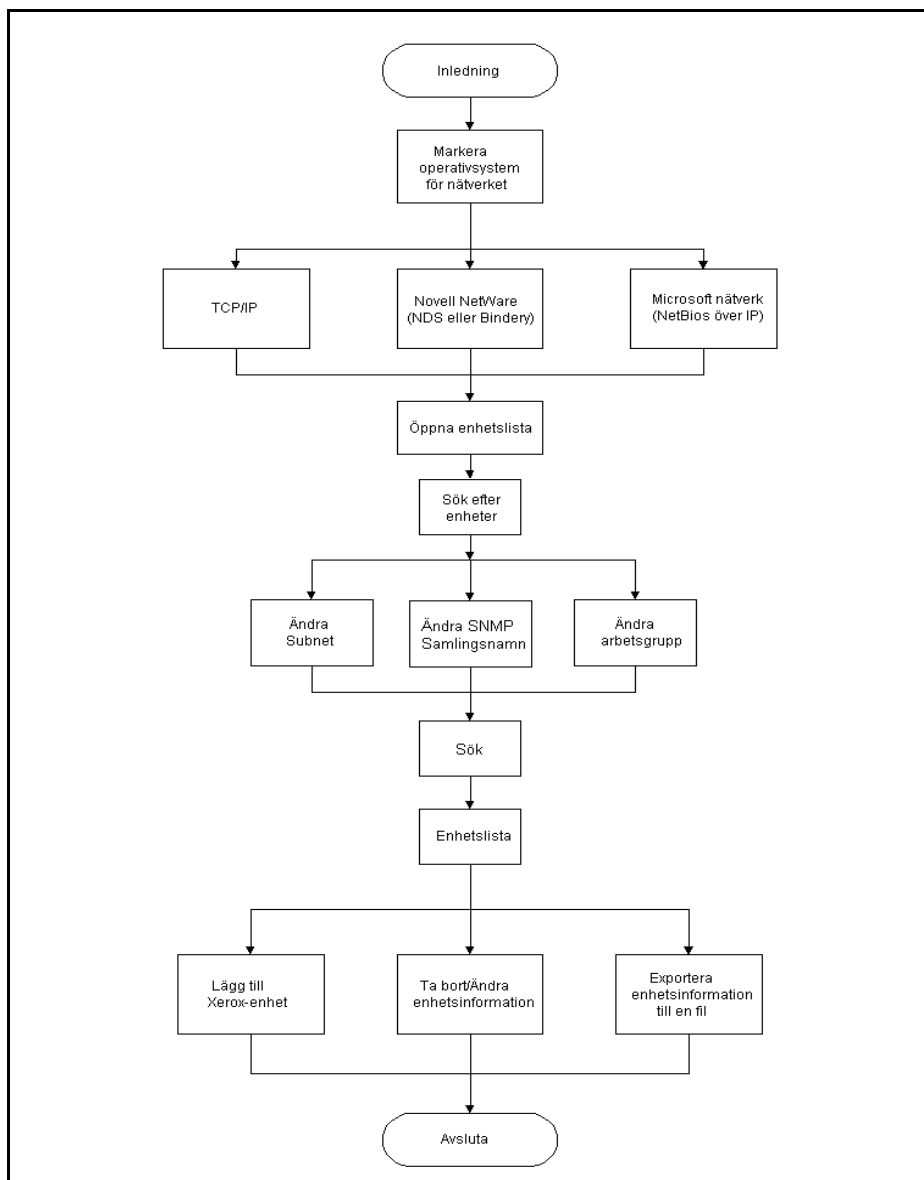 Inledning
Markera
operativsystem
för nätverket
TCP/IP
Novell NetWare
(NDS eller Bindery)
Microsoft nätverk
(NetBios över IP)
Öppna enhetslista
Sök efter
enheter
Ändra
Subnet
Ändra SNMP
Samlingsnamn
Ändra
arbetsgrupp
Sök
Enhetslista
Lägg till
Xerox-enhet
Ta bort/Ändra
enhetsinformation
Exportera
enhetsinformation
till en fil
Avsluta